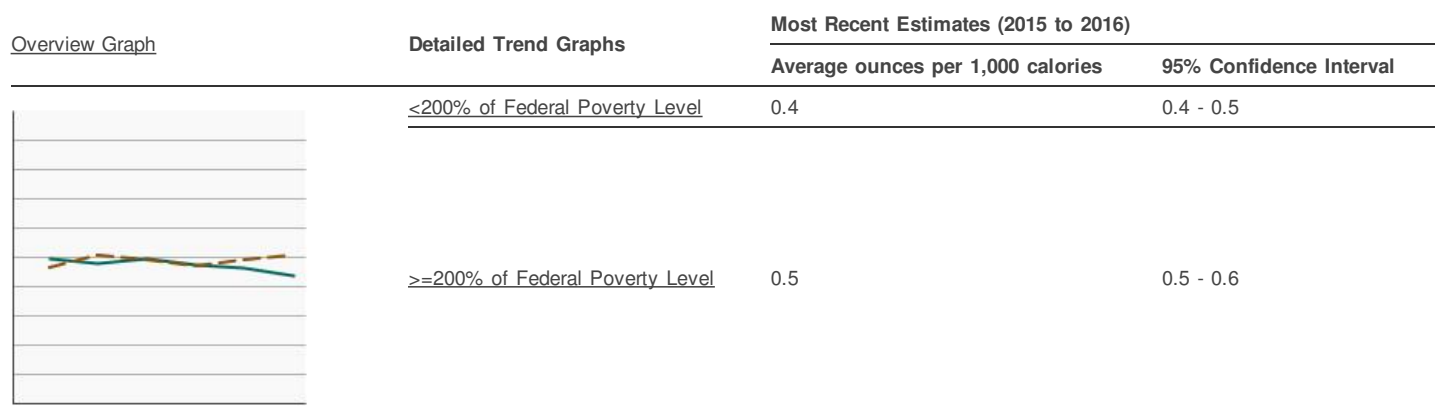 Overview Graph
Detailed Trend Graphs
Most Recent Estimates (2015 to 2016)
Average ounces per 1,000 calories
95% Confidence Interval
<200% of Federal Poverty Level 0.4 0.4 - 0.5
>=200% of Federal Poverty Level 0.5 0.5 - 0.6